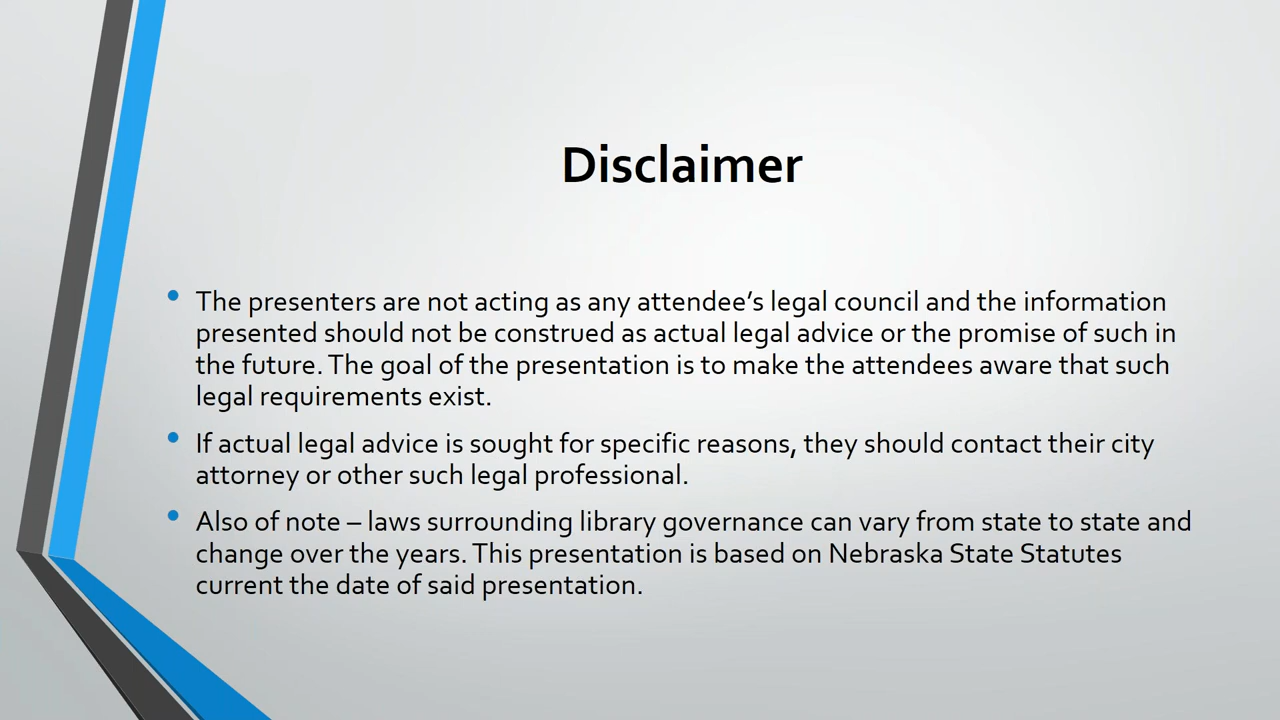 Disclaimer
• The presenters are not acting as any attendee’s legal council and the information
presented should not be construed as actual legal advice or the promise of such in
the future. The goal of the presentation is to make the attendees aware that such
legal requirements exist.
• If actual legal advice is sought for specific reasons, they should contact their city
attorney or other such legal professional.
• Also of note – laws surrounding library governance can vary from state to state and
change over the years. This presentation is based on Nebraska State Statutes
current the date of said presentation.